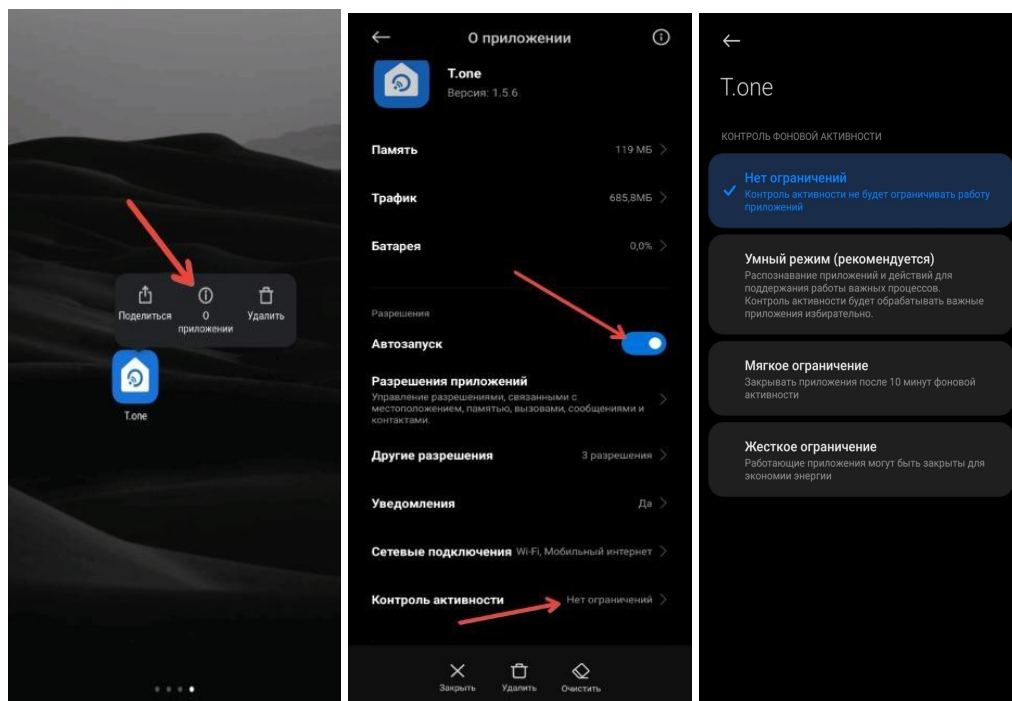 Поделиться
О
приложении
Удалить
T.one
О приложении
T.one
Версия: 1.5.6
Память 119 МБ
Трафик 685,8МБ
Батарея 0,0%
Разрешения
Автозапуск
Разрешения приложений
Управление разрешениями, связанными с
местоположением, памятью, вызовами, сообщениями и
контактами.
Другие разрешения 3 разрешения
Уведомления Да
Сетевые подключения Wi-Fi, Мобильный интернет
Контроль активности Нет ограничений
Закрыть Удалить Очистить
T.one
КОНТРОЛЬ ФОНОВОЙ АКТИВНОСТИ
Нет ограничений
Контроль активности не будет ограничивать работу
приложений
Умный режим (рекомендуется)
Распознавание приложений и действий для
поддержания работы важных процессов.
Контроль активности будет обрабатывать важные
приложения избирательно.
Мягкое ограничение
Закрывать приложения после 10 минут фоновой
активности
Жесткое ограничение
Работающие приложения могут быть закрыты для
экономии энергии